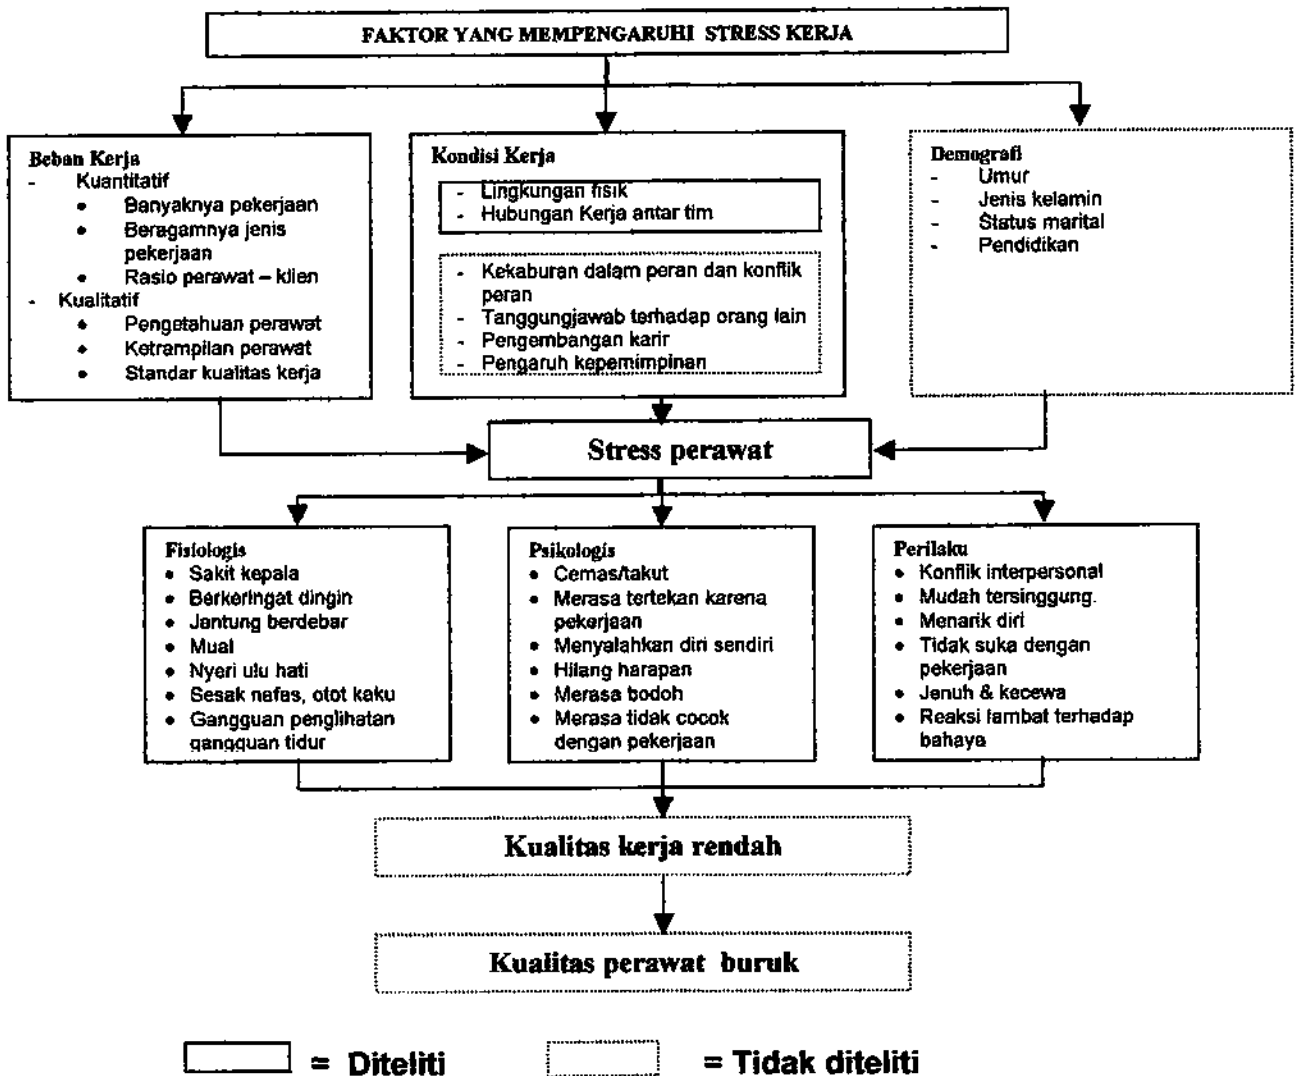 FAKTOR YANG MEMPENGARUHI STRESS KERJA
Beban Kerja
- Kuantitatif
• Banyaknya pekerjaan
• Beragamnya jenis
pekerjaan
• Rasio perawat – klien
- Kualitatif
• Pengetahuan perawat
• Ketrampilan perawat
• Standar kualitas kerja
Kondisi Kerja
- Lingkungan fisik
- Hubungan Kerja antar tim
- Kekaburan dalam peran dan konflik
peran
- Tanggungjawab terhadap orang lain
- Pengembangan karir
- Pengaruh kepemimpinan
Demografi
- Umur
- Jenis kelamin
- Status marital
- Pendidikan
Stress perawat
Fisiologis
• Sakit kepala
• Berkeringat dingin
• Jantung berdebar
• Mual
• Nyeri ulu hati
• Sesak nafas, otot kaku
• Gangguan penglihatan
gangguan tidur
Psikologis
• Cemas/takut
• Merasa tertekan karena
pekerjaan
• Menyalahkan diri sendiri
• Hilang harapan
• Merasa bodoh
• Merasa tidak cocok
dengan pekerjaan
Perilaku
• Konflik interpersonal
• Mudah tersinggung.
• Menarik diri
• Tidak suka dengan
pekerjaan
• Jenuh & kecewa
• Reaksi lambat terhadap
bahaya
Kualitas kerja rendah
Kualitas perawat buruk
= Diteliti
= Tidak diteliti